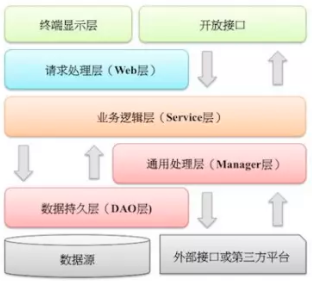 终端显示层
开放接口
请求处理层（Web层）
业务逻辑层（Service层）
通用处理层（Manager层）
数据持久层（DAO层)
数据源
外部接口或第三方平台